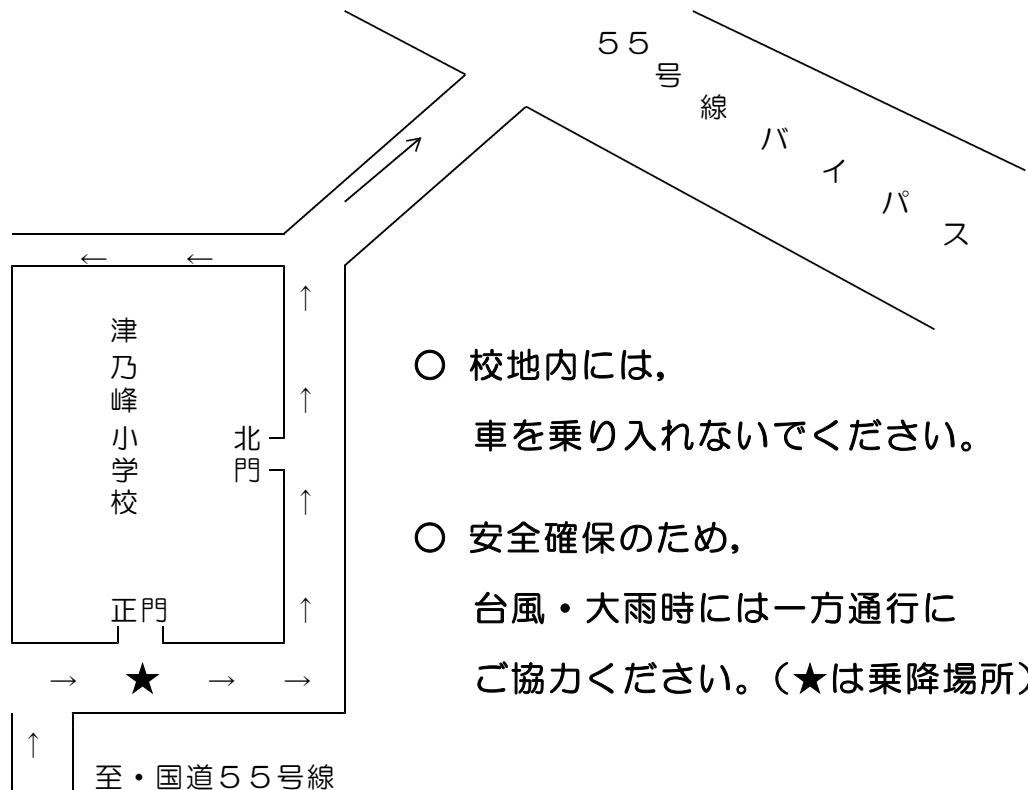 ５５号線バイパス
津乃峰小学校
北門
正門
★
至・国道５５号線
○ 校地内には，
車を乗り入れないでください。
○ 安全確保のため，
台風・大雨時には一方通行に
ご協力ください。（★は乗降場所）